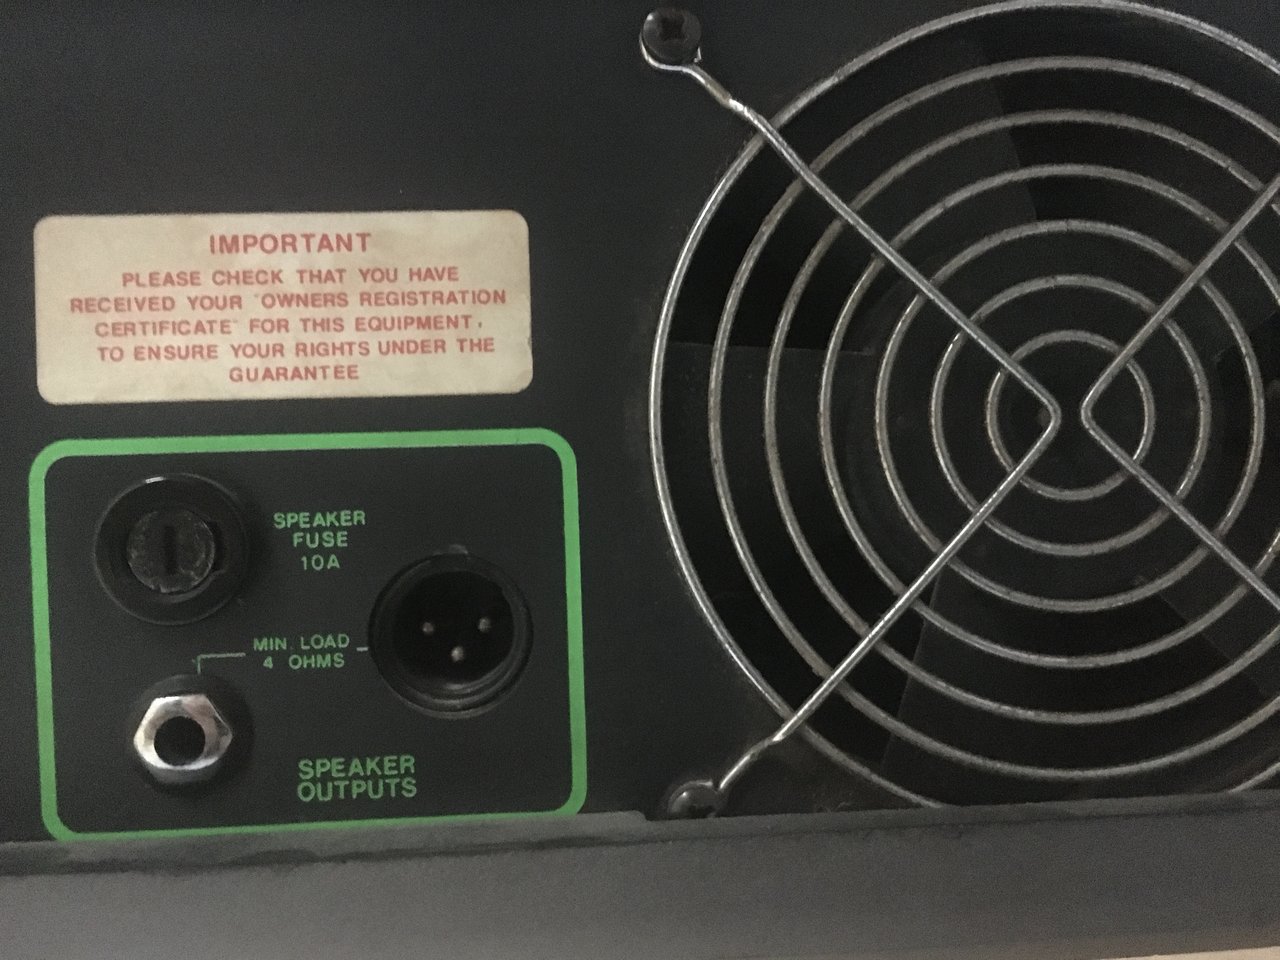 IMPORTANT
PLEASE CHECK THAT YOU HAVE
RECEIVED YOUR "OWNERS REGISTRATION
CERTIFICATE" FOR THIS EQUIPMENT,
TO ENSURE YOUR RIGHTS UNDER THE
GUARANTEE
SPEAKER
FUSE
10A
MIN. LOAD
4 OHMS
SPEAKER
OUTPUTS